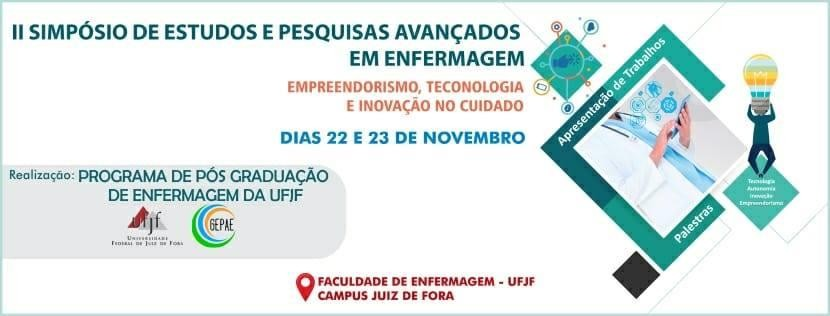 II SIMPÓSIO DE ESTUDOS E PESQUISAS AVANÇADOS
EM ENFERMAGEM
EMPREENDORISMO, TECONOLOGIA
E INOVAÇÃO NO CUIDADO
DIAS 22 E 23 DE NOVEMBRO
Realização: PROGRAMA DE PÓS GRADUAÇÃO
DE ENFERMAGEM DA UFJF
ufjf
UNIVERSIDADE
FEDERAL DE JUIZ DE FORA
GEPAE
Apresentação de Trabalhos
Palestras
Tecnologia
Autonomia
Inovação
Empreendorismo
FACULDADE DE ENFERMAGEM - UFJF
CAMPUS JUIZ DE FORA